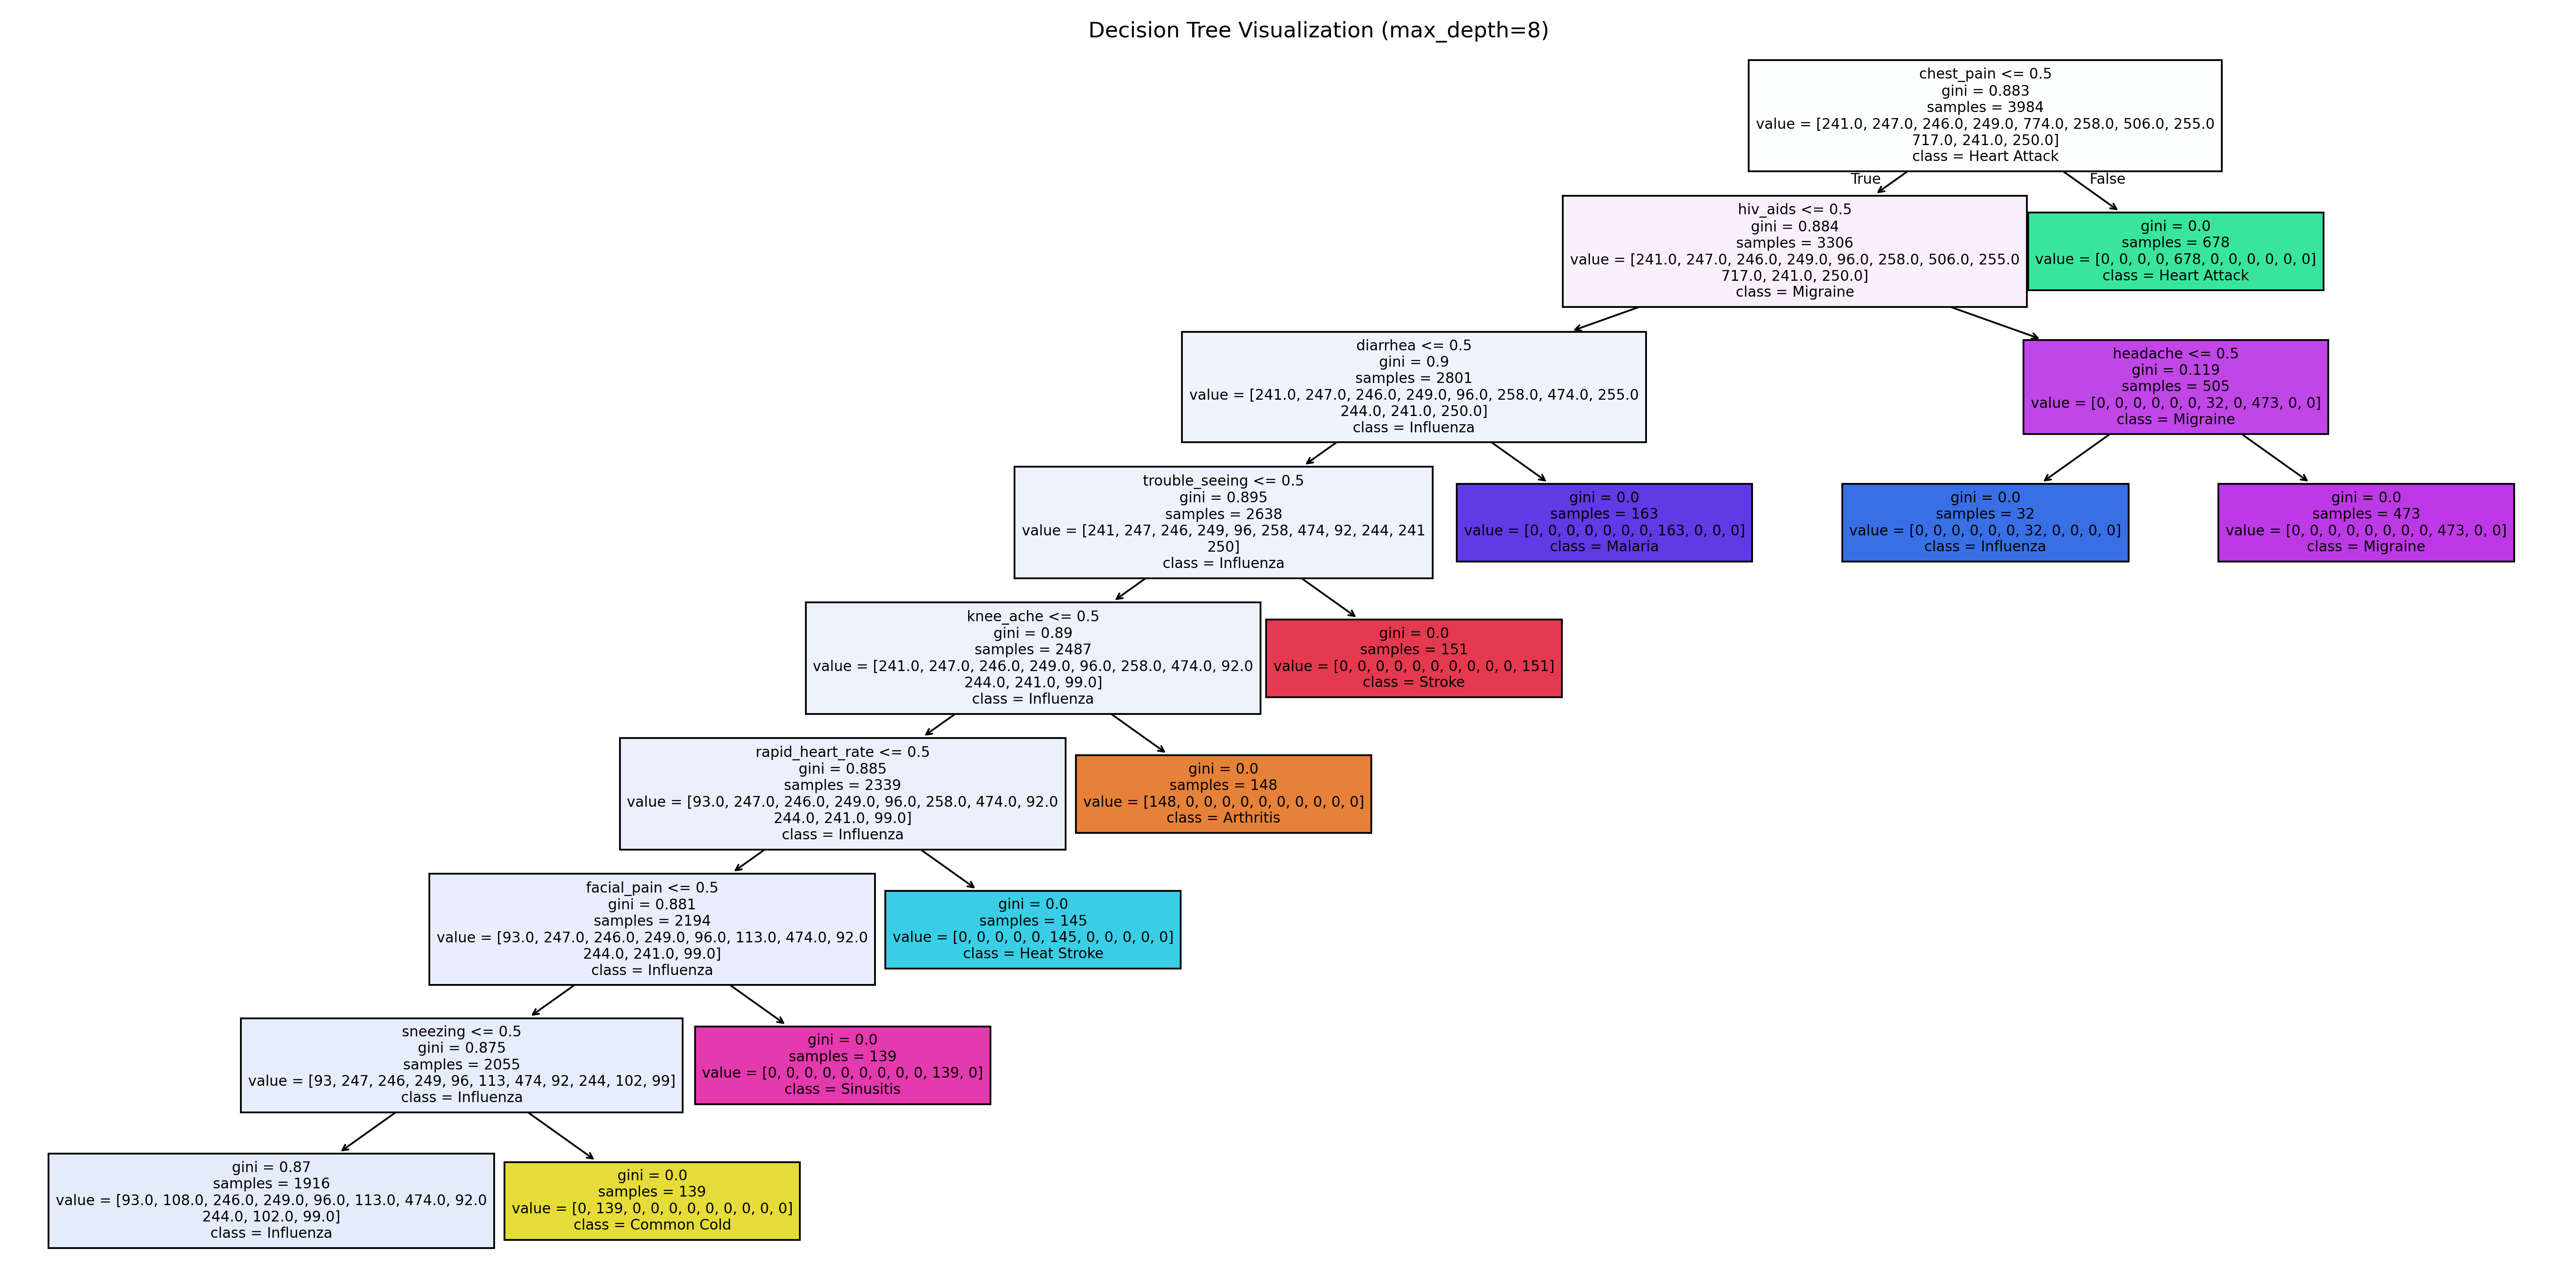 Decision Tree Visualization (max_depth=8)
chest_pain <= 0.5
gini = 0.883
samples = 3984
value = [241.0, 247.0, 246.0, 249.0, 774.0, 258.0, 506.0, 255.0
717.0, 241.0, 250.0]
class = Heart Attack
True
False
hiv_aids <= 0.5
gini = 0.884
samples = 3306
value = [241.0, 247.0, 246.0, 249.0, 96.0, 258.0, 506.0, 255.0
717.0, 241.0, 250.0]
class = Migraine
gini = 0.0
samples = 678
value = [0, 0, 0, 0, 678, 0, 0, 0, 0, 0, 0]
class = Heart Attack
diarrhea <= 0.5
gini = 0.9
samples = 2801
value = [241.0, 247.0, 246.0, 249.0, 96.0, 258.0, 474.0, 255.0
244.0, 241.0, 250.0]
class = Influenza
headache <= 0.5
gini = 0.119
samples = 505
value = [0, 0, 0, 0, 0, 0, 32, 0, 473, 0, 0]
class = Migraine
trouble_seeing <= 0.5
gini = 0.895
samples = 2638
value = [241, 247, 246, 249, 96, 258, 474, 92, 244, 241
250]
class = Influenza
gini = 0.0
samples = 163
value = [0, 0, 0, 0, 0, 0, 0, 163, 0, 0, 0]
class = Malaria
gini = 0.0
samples = 32
value = [0, 0, 0, 0, 0, 0, 32, 0, 0, 0, 0]
class = Influenza
gini = 0.0
samples = 473
value = [0, 0, 0, 0, 0, 0, 0, 0, 473, 0, 0]
class = Migraine
knee_ache <= 0.5
gini = 0.89
samples = 2487
value = [241.0, 247.0, 246.0, 249.0, 96.0, 258.0, 474.0, 92.0
244.0, 241.0, 99.0]
class = Influenza
gini = 0.0
samples = 151
value = [0, 0, 0, 0, 0, 0, 0, 0, 0, 0, 151]
class = Stroke
rapid_heart_rate <= 0.5
gini = 0.885
samples = 2339
value = [93.0, 247.0, 246.0, 249.0, 96.0, 258.0, 474.0, 92.0
244.0, 241.0, 99.0]
class = Influenza
gini = 0.0
samples = 148
value = [148, 0, 0, 0, 0, 0, 0, 0, 0, 0, 0]
class = Arthritis
facial_pain <= 0.5
gini = 0.881
samples = 2194
value = [93.0, 247.0, 246.0, 249.0, 96.0, 113.0, 474.0, 92.0
244.0, 241.0, 99.0]
class = Influenza
gini = 0.0
samples = 145
value = [0, 0, 0, 0, 0, 145, 0, 0, 0, 0, 0]
class = Heat Stroke
sneezing <= 0.5
gini = 0.875
samples = 2055
value = [93, 247, 246, 249, 96, 113, 474, 92, 244, 102, 99]
class = Influenza
gini = 0.0
samples = 139
value = [0, 0, 0, 0, 0, 0, 0, 0, 0, 139, 0]
class = Sinusitis
gini = 0.87
samples = 1916
value = [93.0, 108.0, 246.0, 249.0, 96.0, 113.0, 474.0, 92.0
244.0, 102.0, 99.0]
class = Influenza
gini = 0.0
samples = 139
value = [0, 139, 0, 0, 0, 0, 0, 0, 0, 0, 0]
class = Common Cold